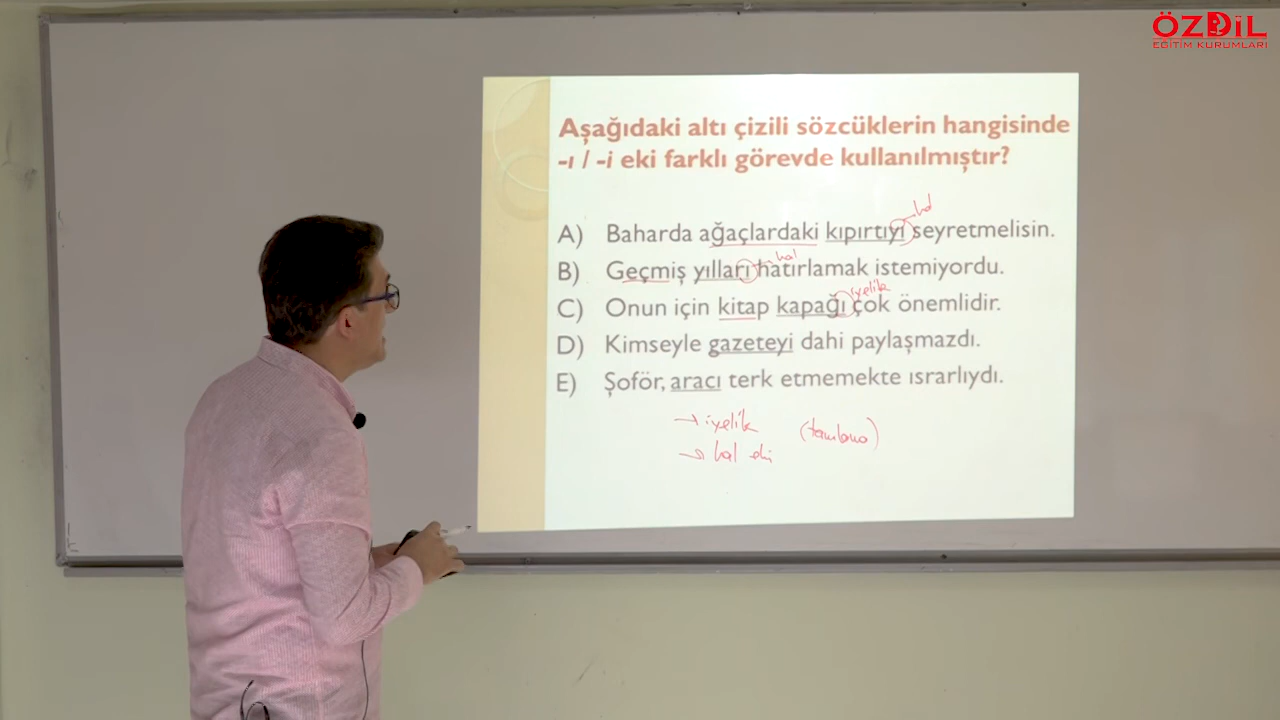 ÖZDİL
EĞİTİM KURUMLARI
Aşağıdaki altı çizili sözcüklerin hangisinde
-ı / -i eki farklı görevde kullanılmıştır?
hal
A) Baharda ağaçlardaki kıpırtıyı seyretmelisin.
hal
B) Geçmiş yılları hatırlamak istemiyordu.
iyelik
C) Onun için kitap kapağı çok önemlidir.
D) Kimseyle gazeteyi dahi paylaşmazdı.
E) Şoför, aracı terk etmemekte ısrarlıydı.
→ iyelik (tamlama)
→ hal eki